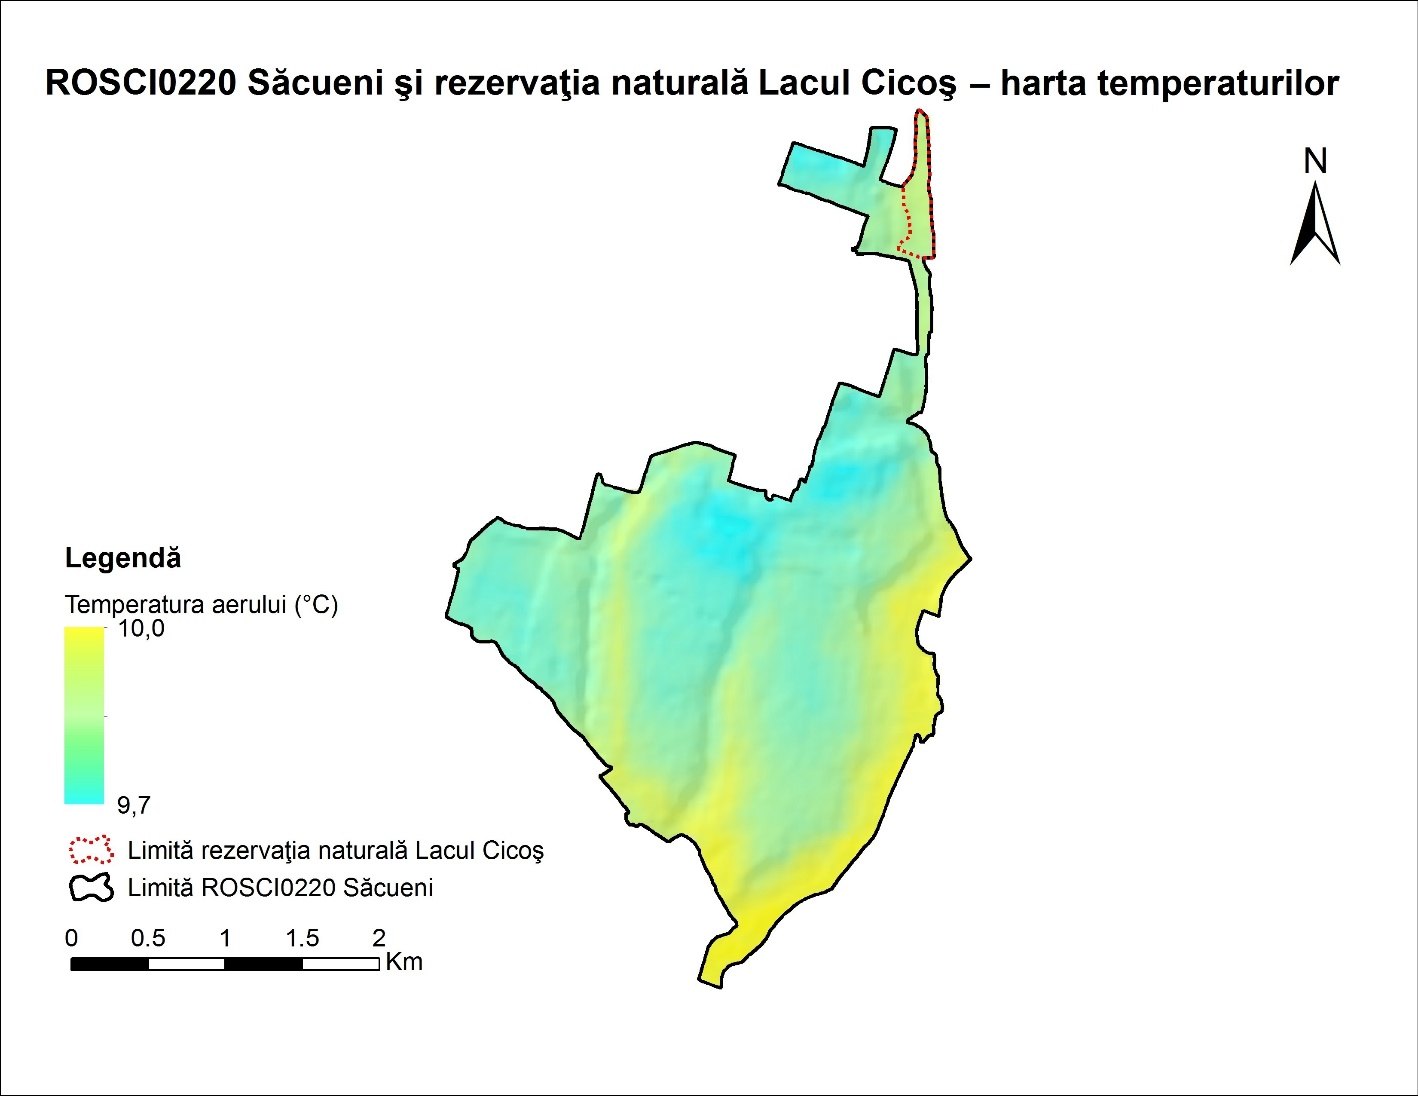 ROSCI0220 Săcueni şi rezervaţia naturală Lacul Cicoş – harta temperaturilor
N
Legendă
Temperatura aerului (°C)
10,0
9,7
Limită rezervaţia naturală Lacul Cicoş
Limită ROSCI0220 Săcueni
0 0.5 1 1.5 2
Km